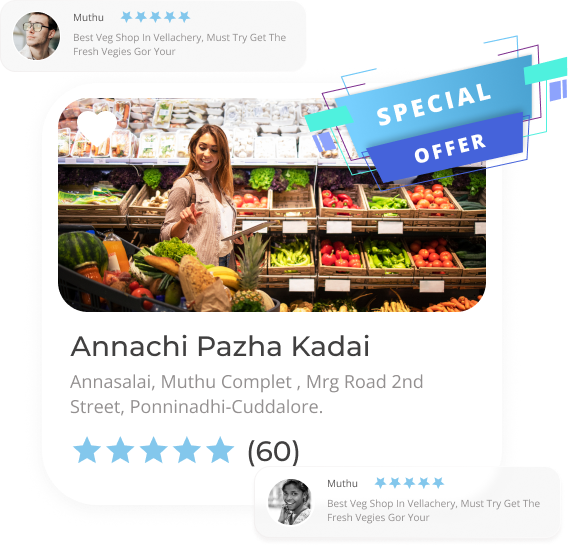 Muthu
Best Veg Shop In Vellachery, Must Try Get The
Fresh Vegies Gor Your
SPECIAL
OFFER
Annachi Pazha Kadai
Annasalai, Muthu Complet , Mrg Road 2nd
Street, Ponninadhi-Cuddalore.
(60)
Muthu
Best Veg Shop In Vellachery, Must Try Get The
Fresh Vegies Gor Your